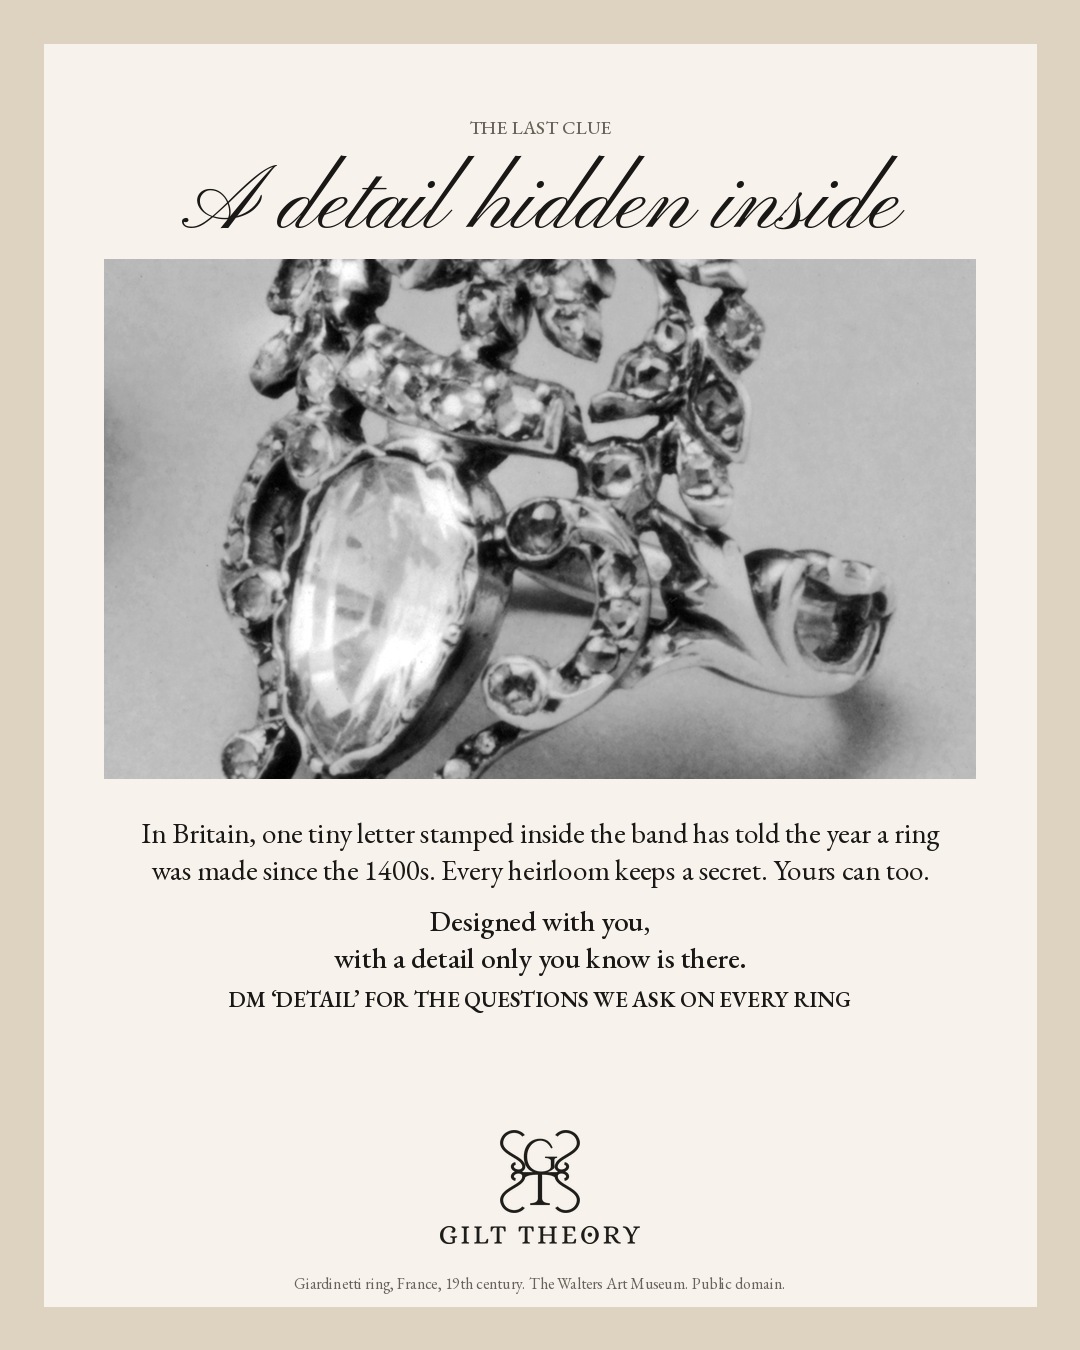 THE LAST CLUE
A detail hidden inside
In Britain, one tiny letter stamped inside the band has told the year a ring
was made since the 1400s. Every heirloom keeps a secret. Yours can too.
Designed with you,
with a detail only you know is there.
DM ‘DETAIL’ FOR THE QUESTIONS WE ASK ON EVERY RING
GT
GILT THEORY
Giardinetti ring, France, 19th century. The Walters Art Museum. Public domain.